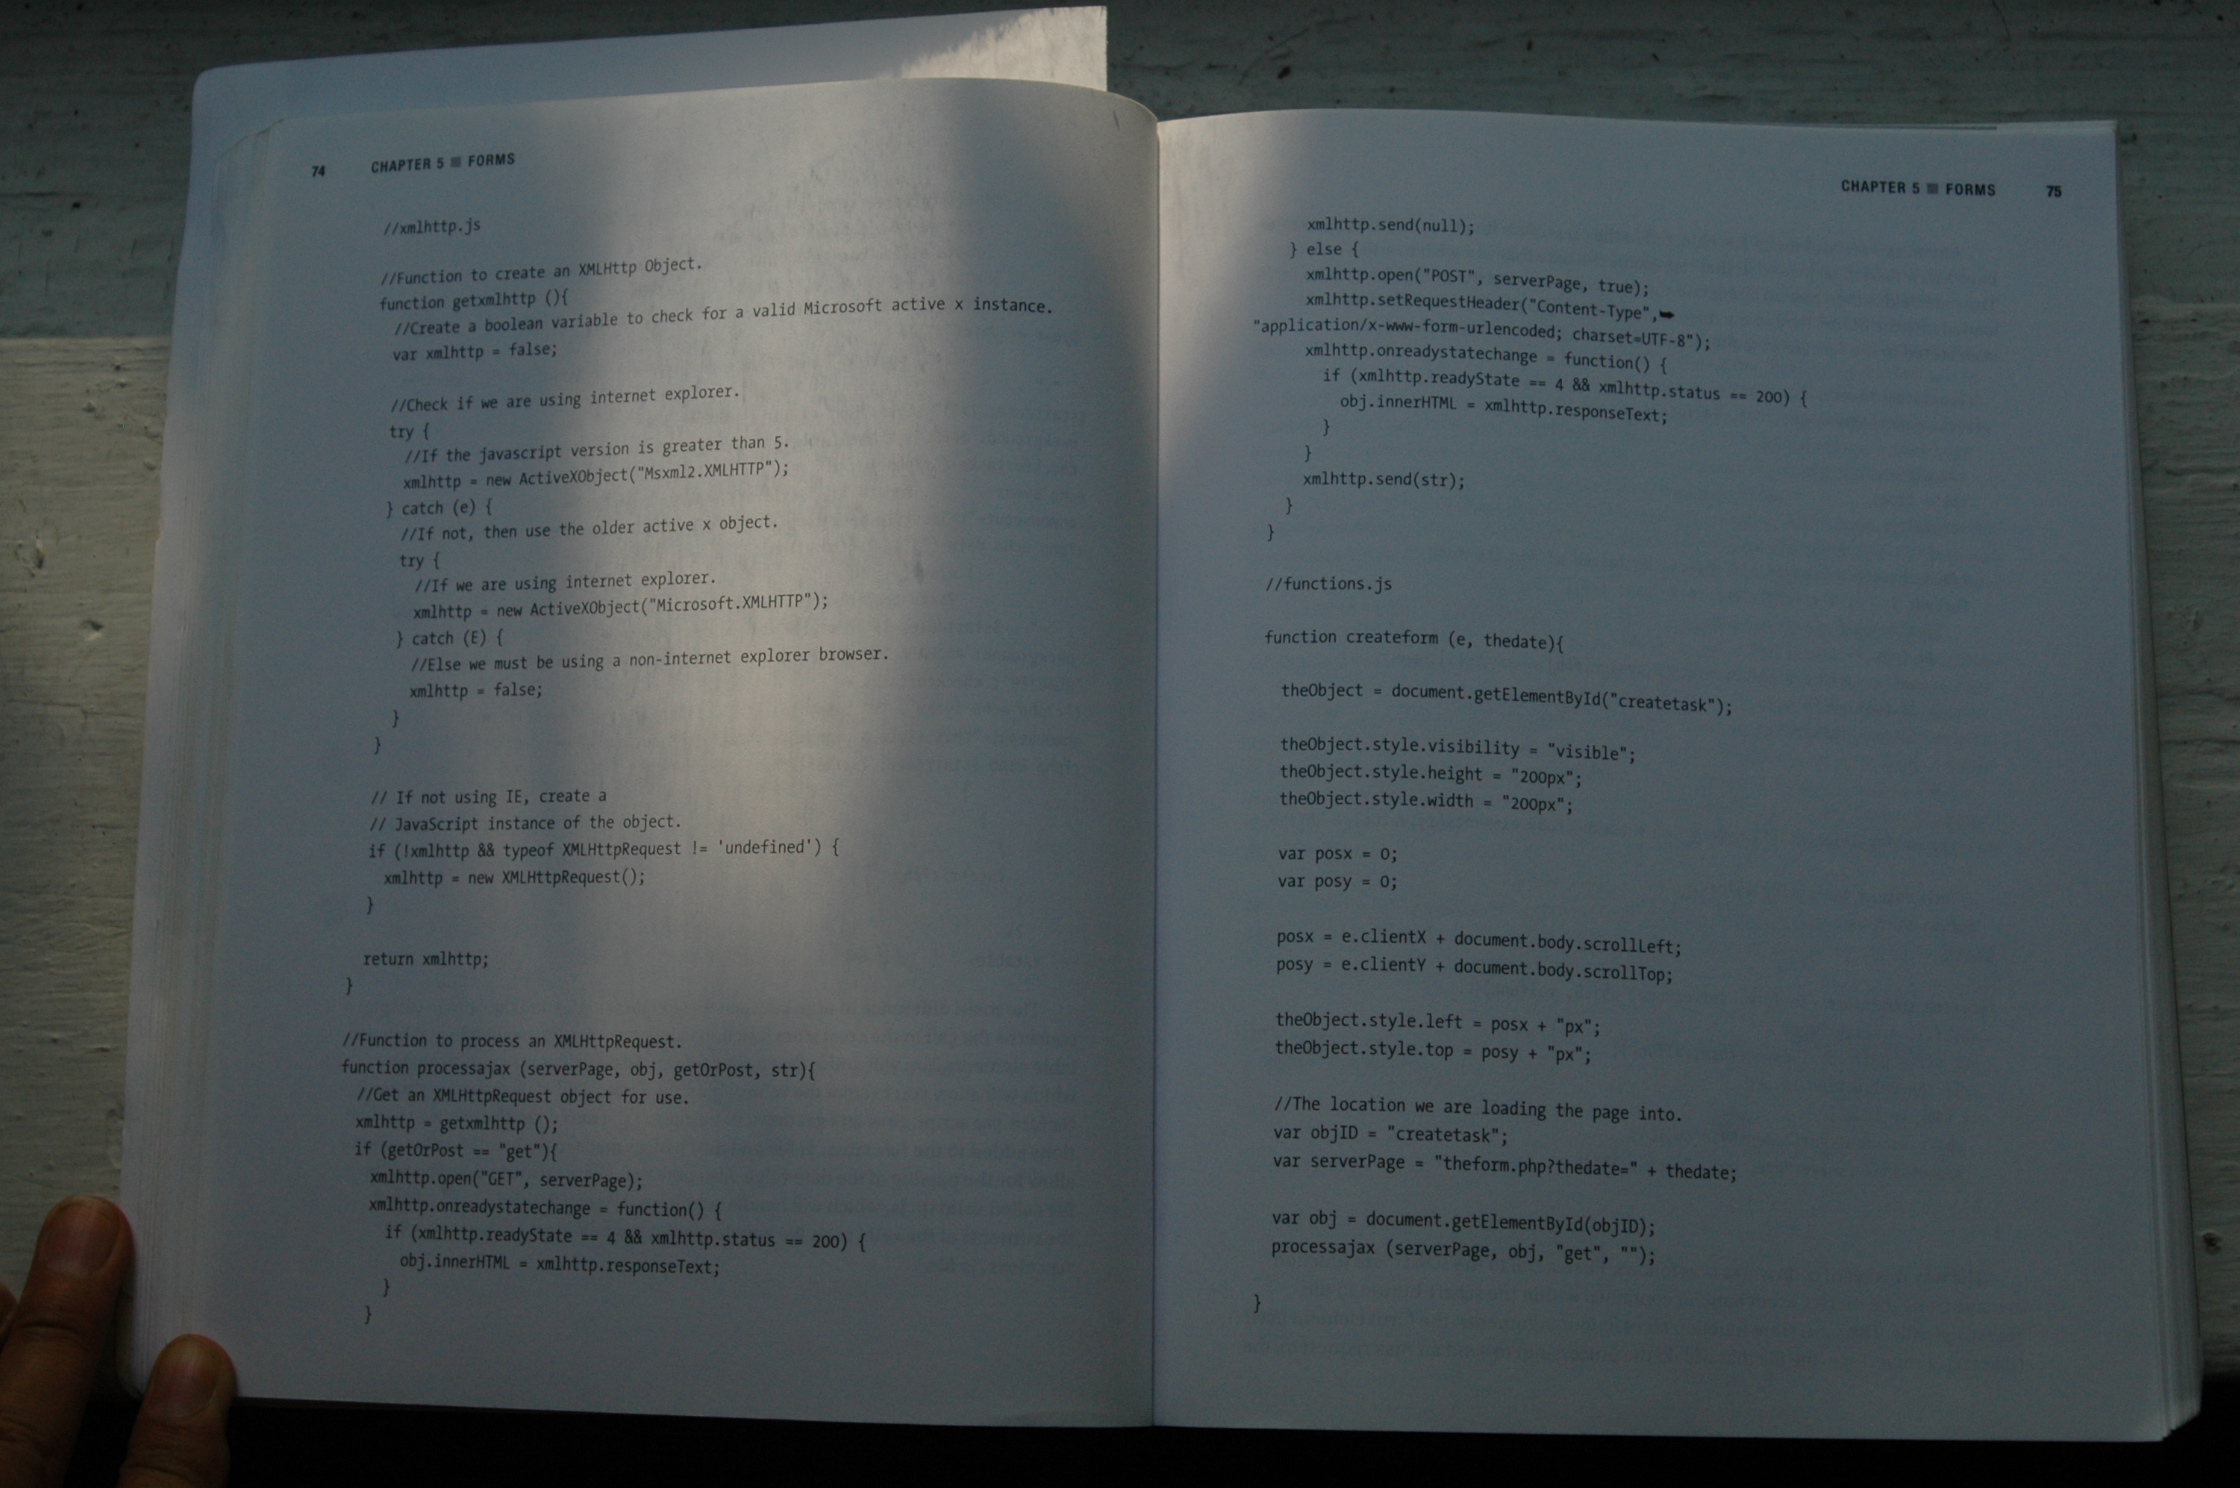 74 CHAPTER 5 ■ FORMS
//xmlhttp.js
//Function to create an XMLHttp Object.
function getxmlhttp (){
//Create a boolean variable to check for a valid Microsoft active x instance.
var xmlhttp = false;
//Check if we are using internet explorer.
try {
//If the javascript version is greater than 5.
xmlhttp = new ActiveXObject("Msxml2.XMLHTTP");
} catch (e) {
//If not, then use the older active x object.
try {
//If we are using internet explorer.
xmlhttp = new ActiveXObject("Microsoft.XMLHTTP");
} catch (E) {
//Else we must be using a non-internet explorer browser.
xmlhttp = false;
}
}
// If not using IE, create a
// JavaScript instance of the object.
if (!xmlhttp && typeof XMLHttpRequest != 'undefined') {
xmlhttp = new XMLHttpRequest();
}
return xmlhttp;
}
//Function to process an XMLHttpRequest.
function processajax (serverPage, obj, getOrPost, str){
//Get an XMLHttpRequest object for use.
xmlhttp = getxmlhttp ();
if (getOrPost == "get"){
xmlhttp.open("GET", serverPage);
xmlhttp.onreadystatechange = function() {
if (xmlhttp.readyState == 4 && xmlhttp.status == 200) {
obj.innerHTML = xmlhttp.responseText;
}
}
CHAPTER 5 ■ FORMS 75
xmlhttp.send(null);
} else {
xmlhttp.open("POST", serverPage, true);
xmlhttp.setRequestHeader("Content-Type",➥
"application/x-www-form-urlencoded; charset=UTF-8");
xmlhttp.onreadystatechange = function() {
if (xmlhttp.readyState == 4 && xmlhttp.status == 200) {
obj.innerHTML = xmlhttp.responseText;
}
}
xmlhttp.send(str);
}
}
//functions.js
function createform (e, thedate){
theObject = document.getElementById("createtask");
theObject.style.visibility = "visible";
theObject.style.height = "200px";
theObject.style.width = "200px";
var posx = 0;
var posy = 0;
posx = e.clientX + document.body.scrollLeft;
posy = e.clientY + document.body.scrollTop;
theObject.style.left = posx + "px";
theObject.style.top = posy + "px";
//The location we are loading the page into.
var objID = "createtask";
var serverPage = "theform.php?thedate=" + thedate;
var obj = document.getElementById(objID);
processajax (serverPage, obj, "get", "");
}